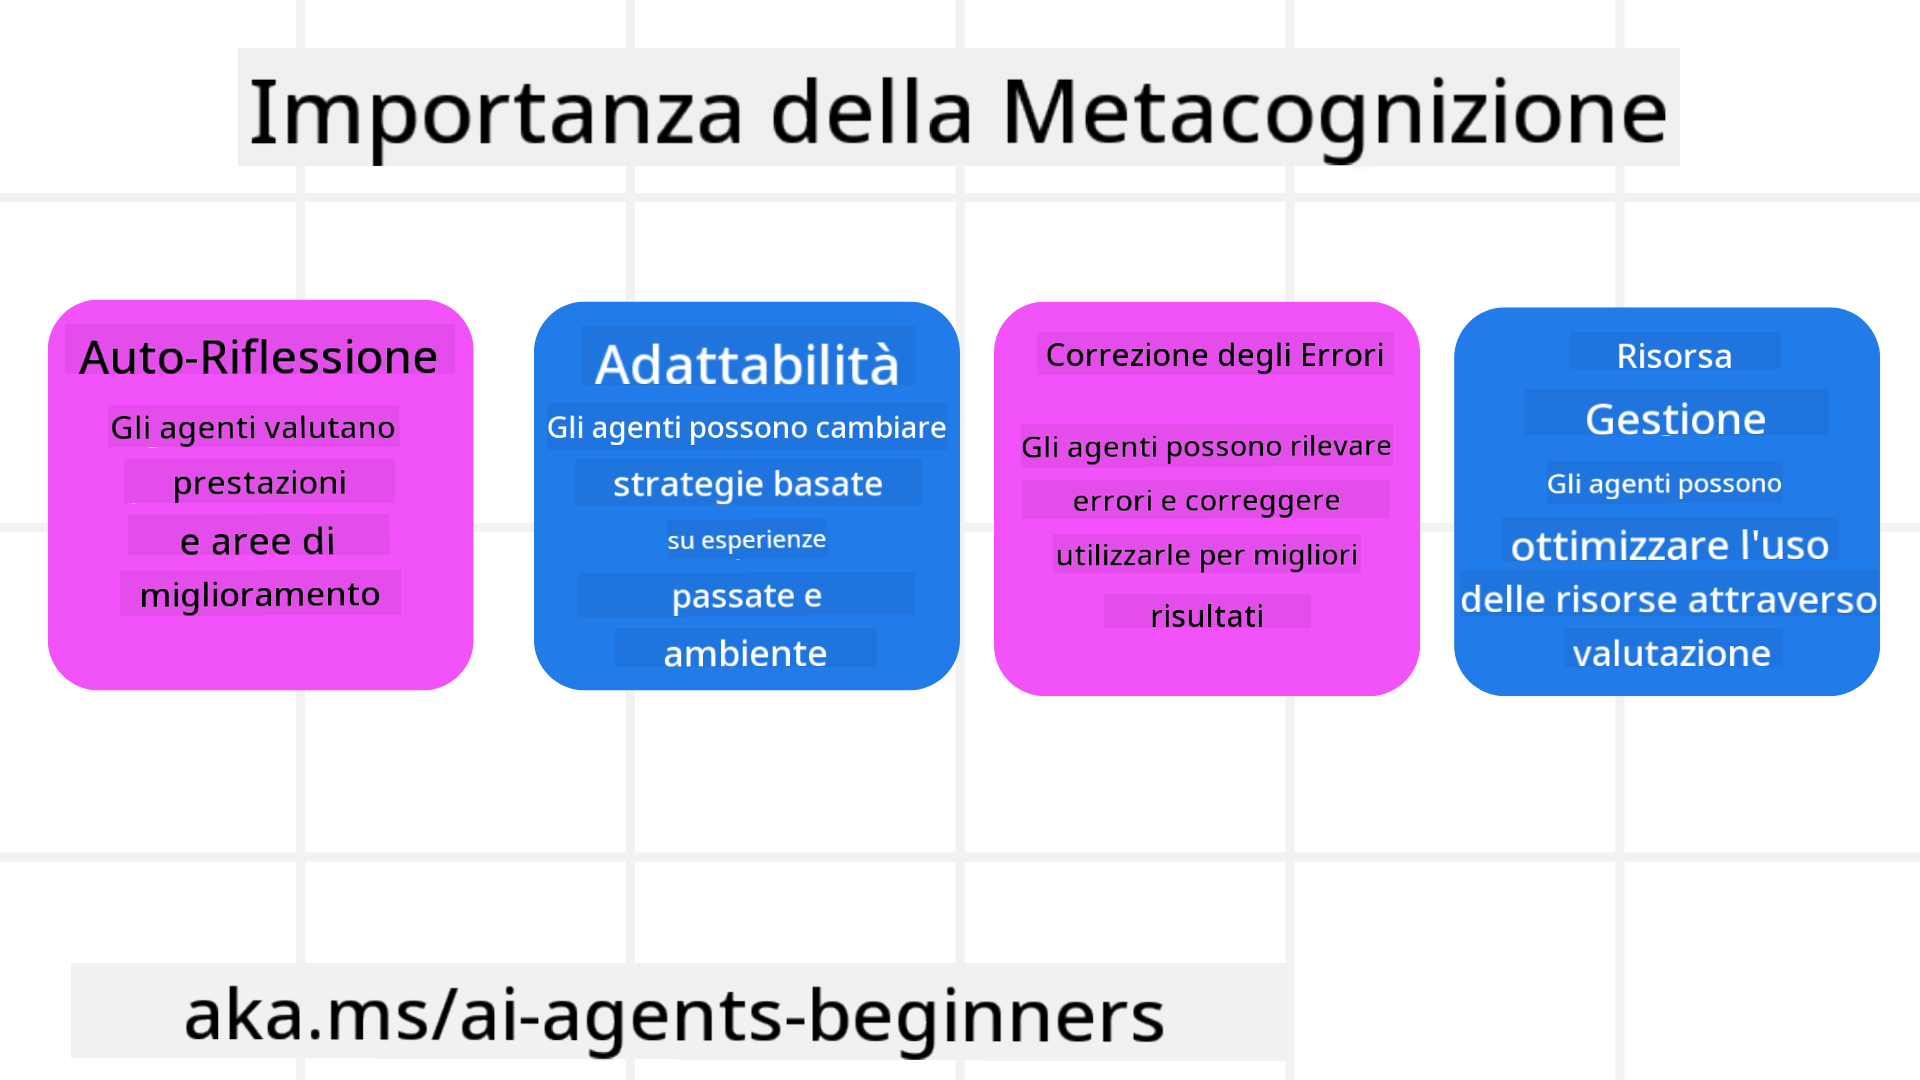 Importanza della Metacognizione
Auto-Riflessione
Gli agenti valutano
prestazioni
e aree di
miglioramento
Adattabilità
Gli agenti possono cambiare
strategie basate
su esperienze
passate e
ambiente
Correzione degli Errori
Gli agenti possono rilevare
errori e correggere
utilizzarle per migliori
risultati
Risorsa
Gestione
Gli agenti possono
ottimizzare l'uso
delle risorse attraverso
valutazione
aka.ms/ai-agents-beginners